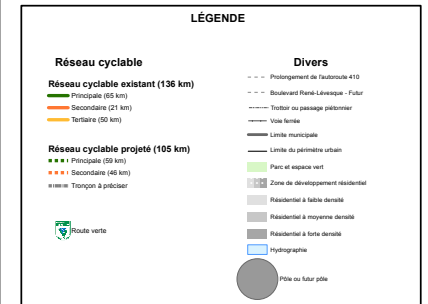 LÉGENDE
Réseau cyclable
Réseau cyclable existant (136 km)
Principale (65 km)
Secondaire (21 km)
Tertiaire (50 km)
Réseau cyclable projeté (105 km)
Principale (59 km)
Secondaire (46 km)
Tronçon à préciser
Route verte
Divers
Prolongement de l'autoroute 410
Boulevard René-Lévesque - Futur
Trottoir ou passage piétonnier
Voie ferrée
Limite municipale
Limite du périmètre urbain
Parc et espace vert
Zone de développement résidentiel
Résidentiel à faible densité
Résidentiel à moyenne densité
Résidentiel à forte densité
Hydrographie
Pôle ou futur pôle